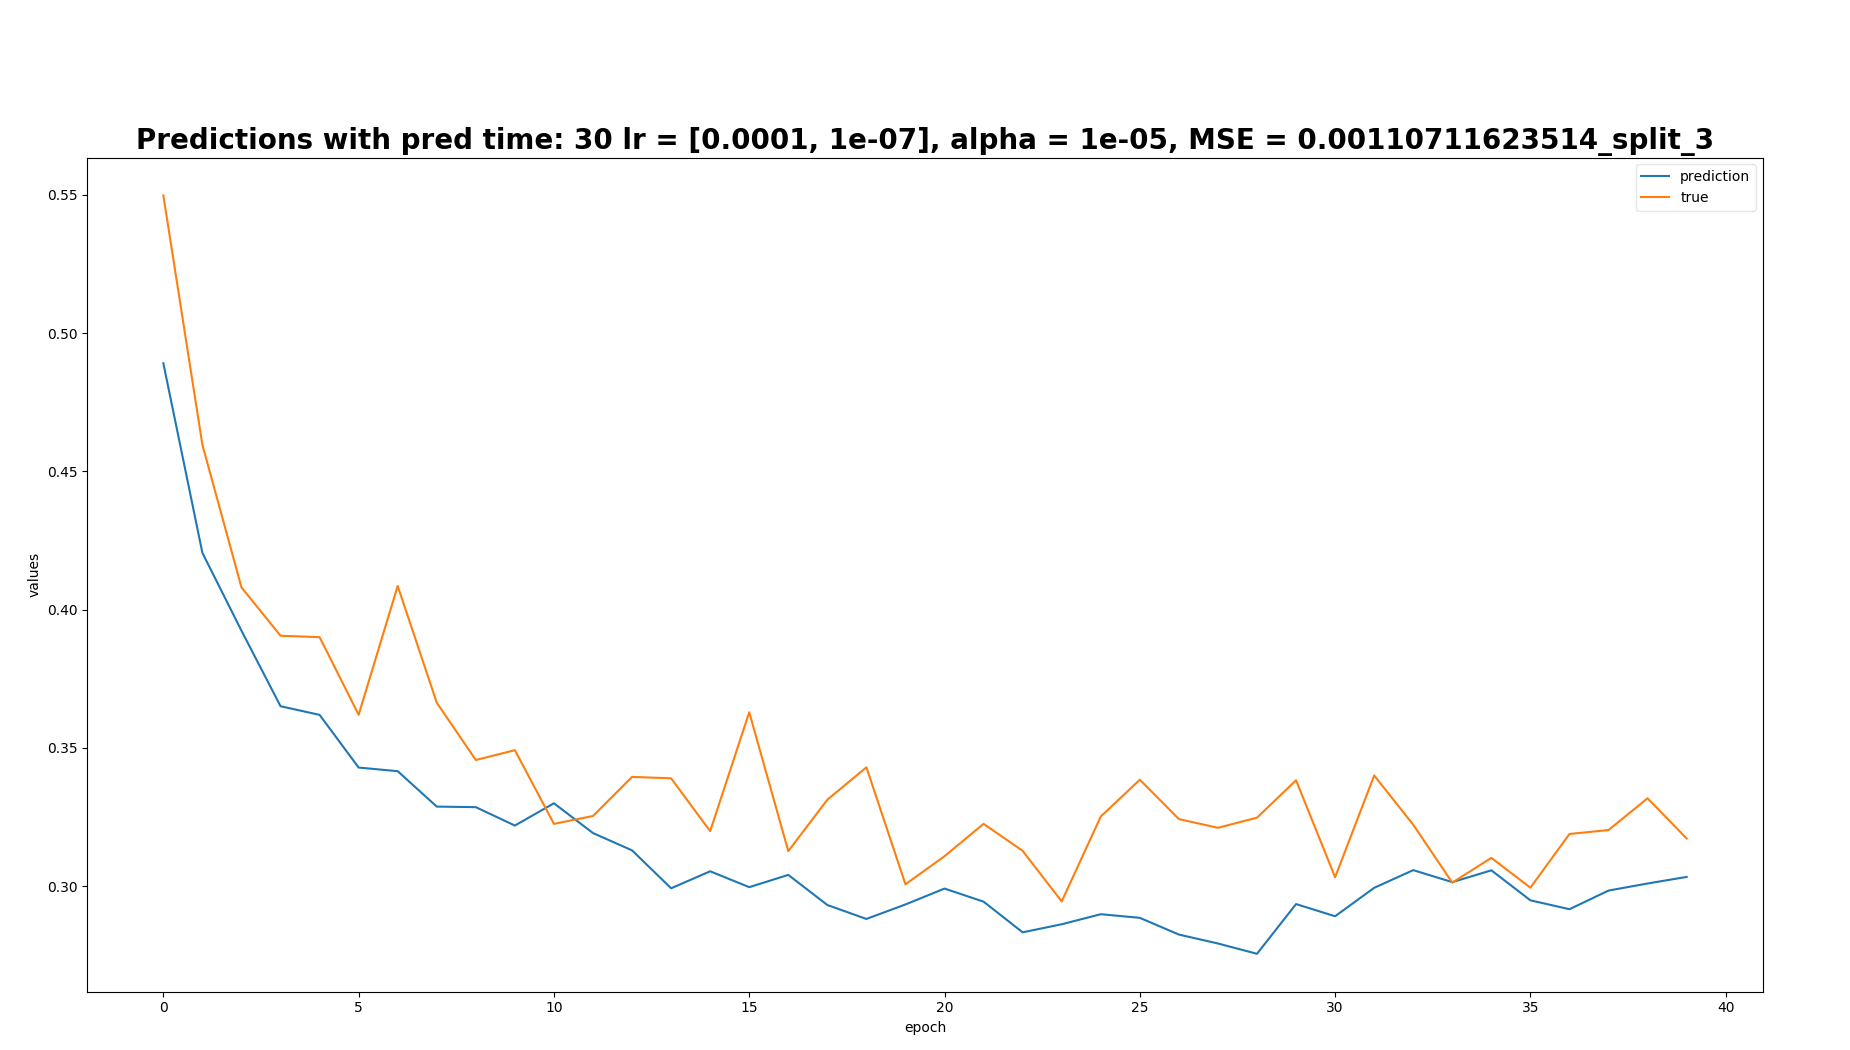 Predictions with pred time: 30 lr = [0.0001, 1e-07], alpha = 1e-05, MSE = 0.00110711623514_split_3
prediction
true
0.55
0.50
0.45
0.40
0.35
0.30
values
0 5 10 15 20 25 30 35 40
epoch